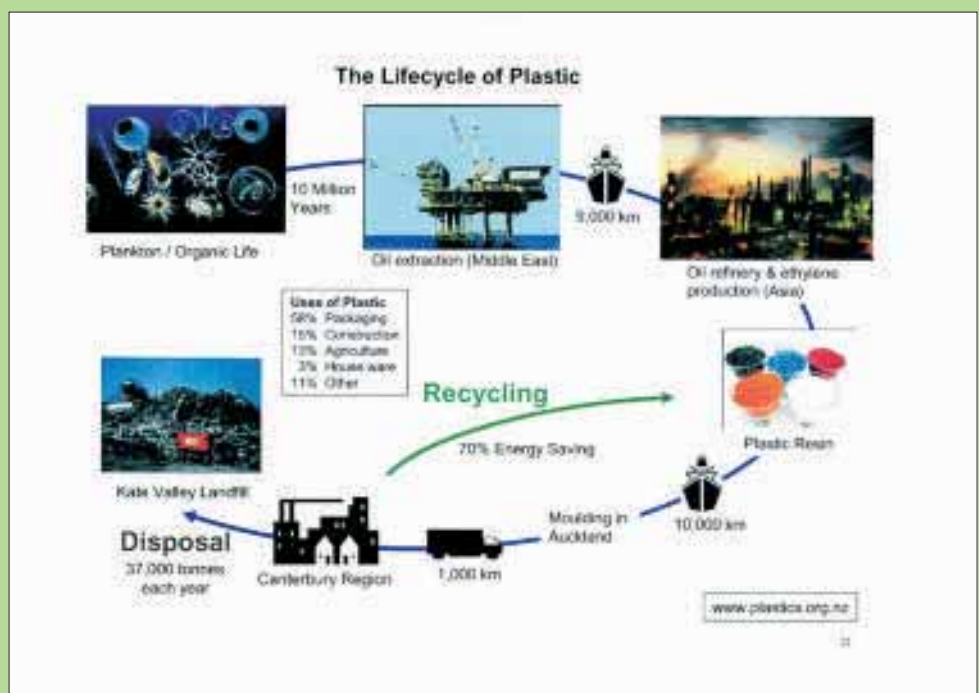 The Lifecycle of Plastic
10 Million
Years
9,000 km
Plankton / Organic Life
Oil extraction (Middle East)
Oil refinery & ethylene
production (Asia)
Uses of Plastic
58% Packaging
15% Construction
13% Agriculture
3% House ware
11% Other
Recycling
70% Energy Saving
Plastic Resin
Kate Valley Landfill
Moulding in
Auckland
10,000 km
Disposal
37,000 tonnes
each year
Canterbury Region
1,000 km
www.plastics.org.nz